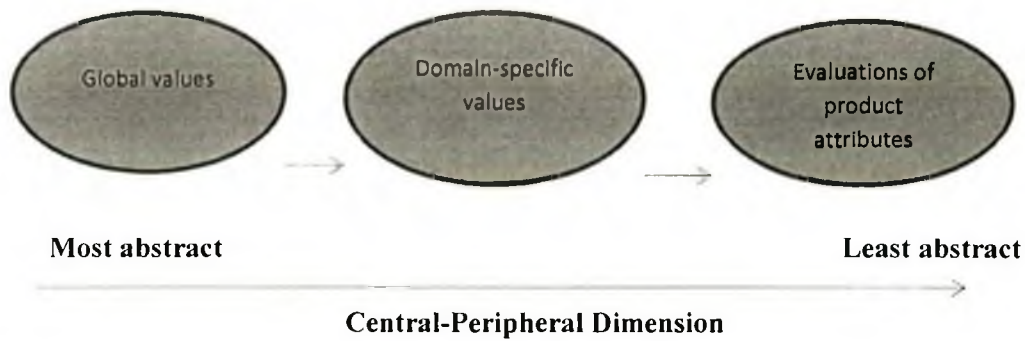 Global values
Domain-specific
values
Evaluations of
product
attributes
Most abstract
Least abstract
Central-Peripheral Dimension